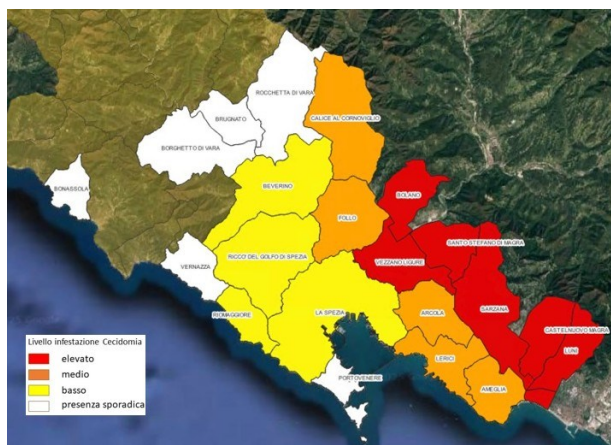 ROCCHETTA DI VARA
BRUGNATO
CALICE AL CORNOVIGLIO
BORGHETTO DI VARA
BONASSOLA
BEVERINO
BOLANO
FOLLO
SANTO STEFANO DI MAGRA
VEZZANO LIGURE
RICCO' DEL GOLFO DI SPEZIA
VERNAZZA
RIOMAGGIORE
LA SPEZIA
ARCOLA
SARZANA
CASTELNUOVO MAGRA
LUNI
LERICI
AMEGLIA
PORTOVENERE
Livello infestazione Cecidomia
elevato
medio
basso
presenza sporadica